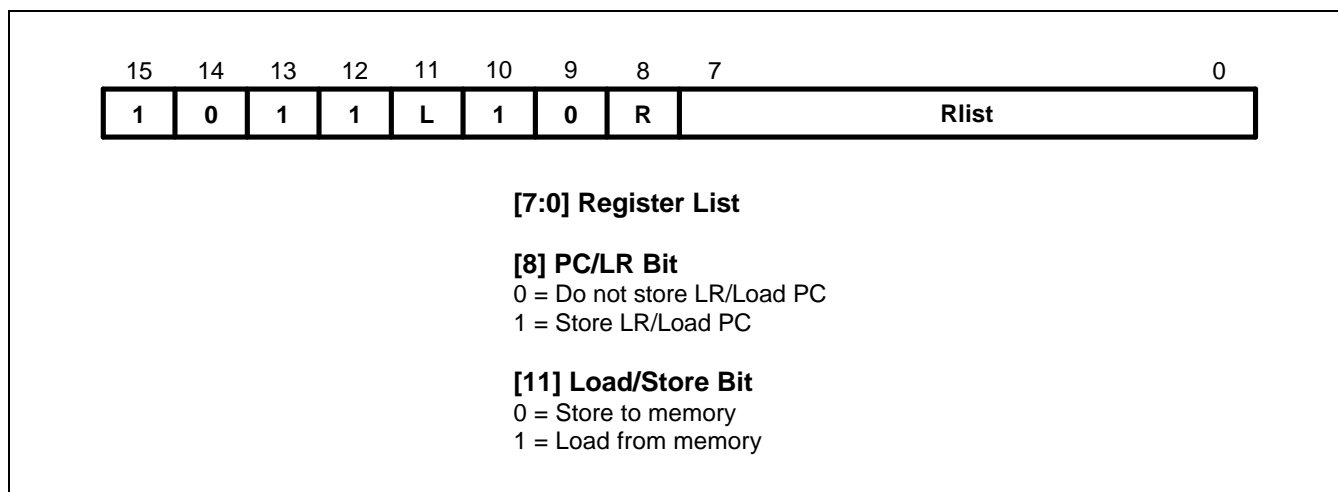 15 14 13 12 11 10 9 8 7 0
1 0 1 1 L 1 0 R Rlist
[7:0] Register List
[8] PC/LR Bit
0 = Do not store LR/Load PC
1 = Store LR/Load PC
[11] Load/Store Bit
0 = Store to memory
1 = Load from memory